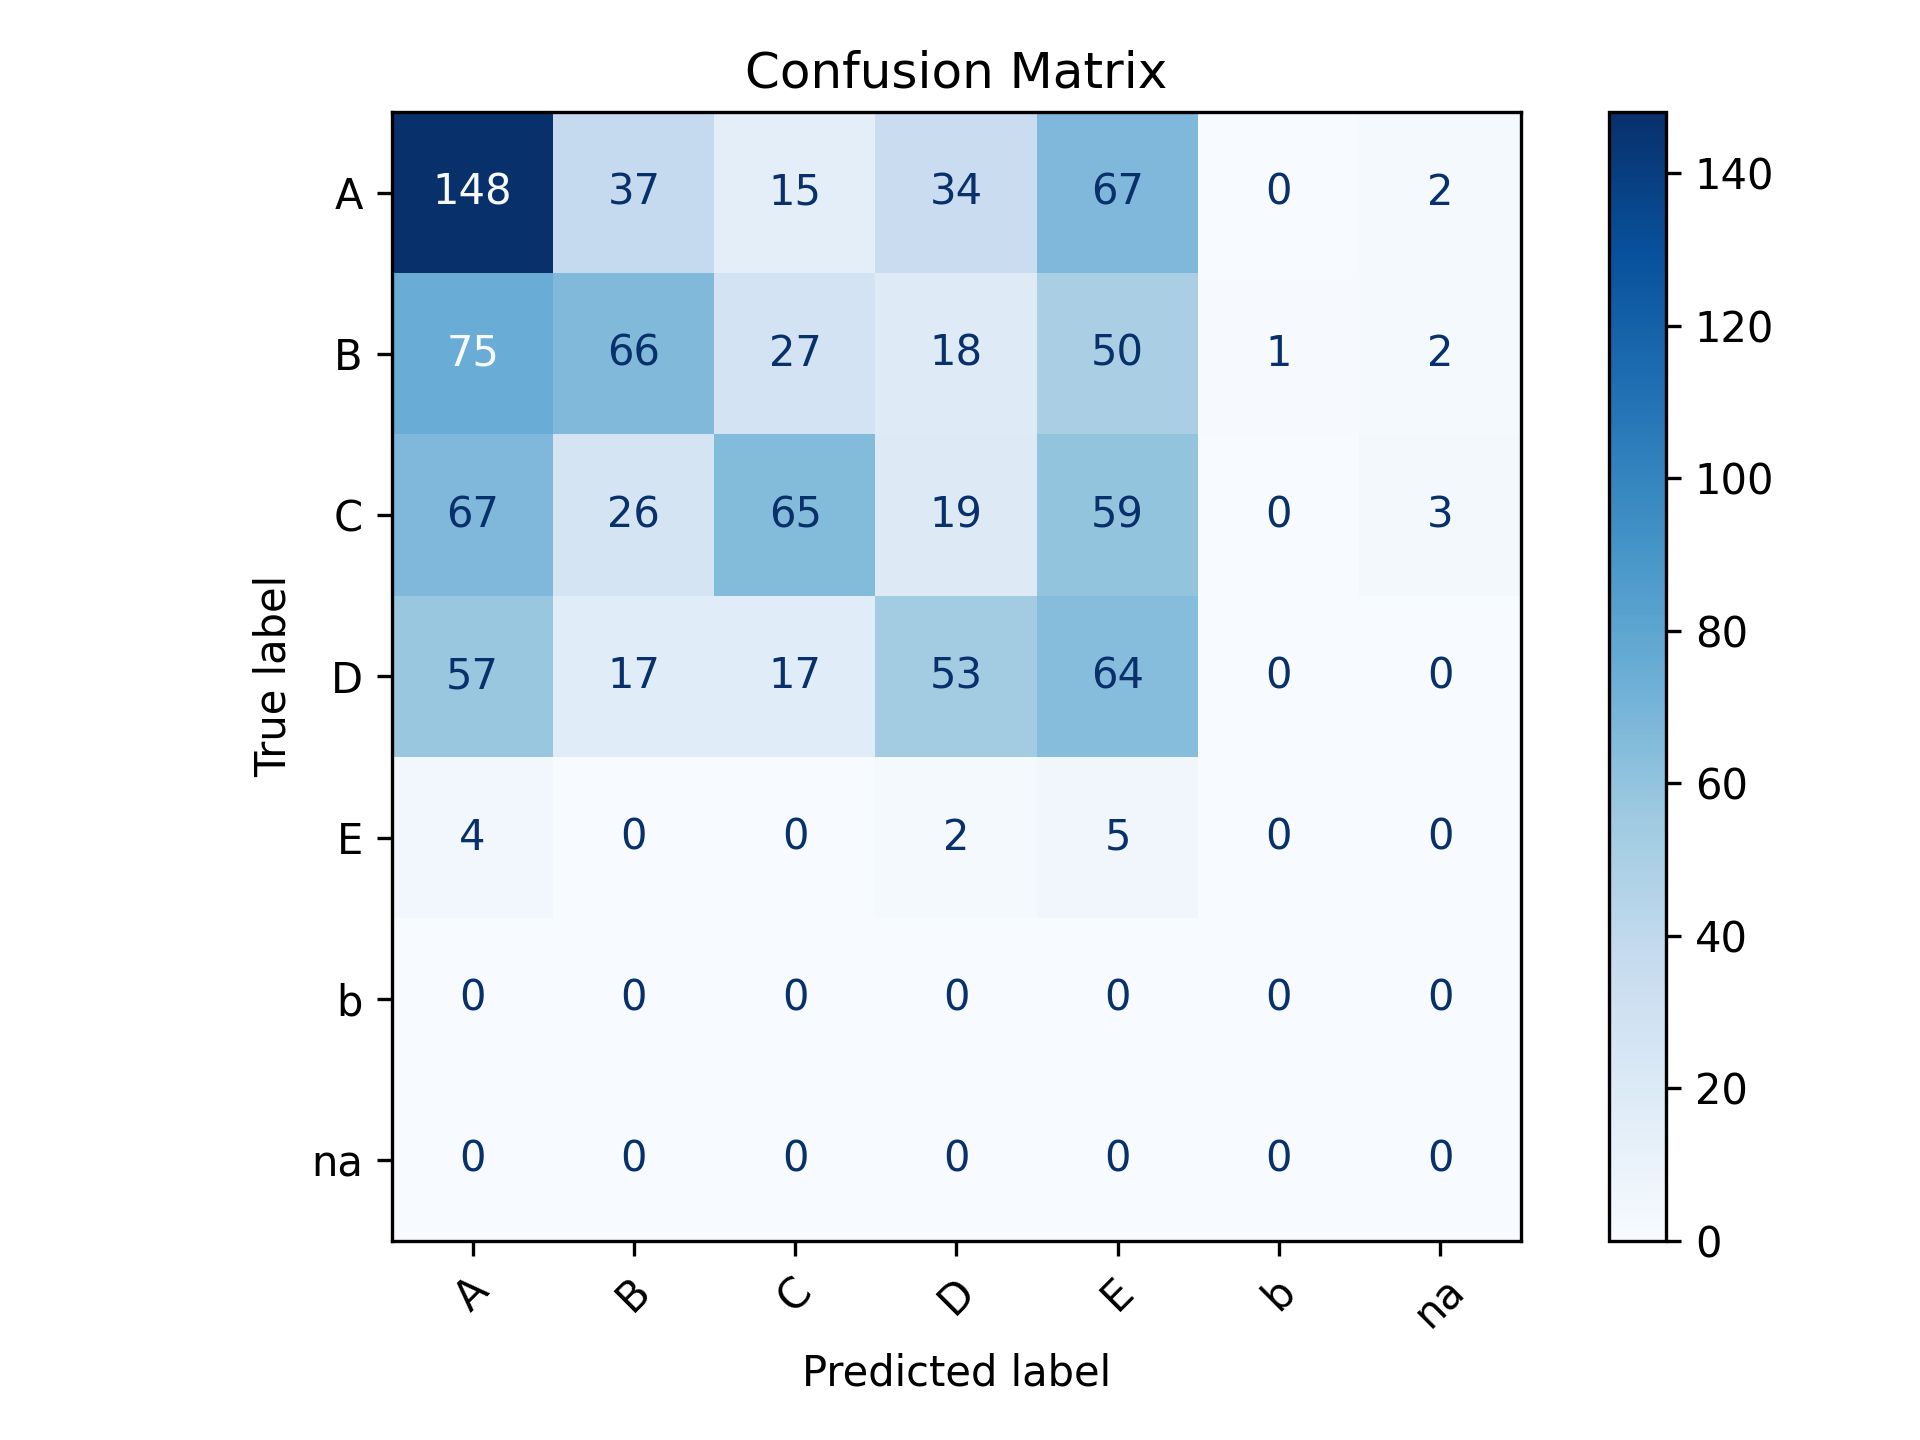 Confusion Matrix
A 148 37 15 34 67 0 2
B 75 66 27 18 50 1 2
C 67 26 65 19 59 0 3
D 57 17 17 53 64 0 0
E 4 0 0 2 5 0 0
b 0 0 0 0 0 0 0
na 0 0 0 0 0 0 0
A B C D E b na
Predicted label
True label
140
120
100
80
60
40
20
0